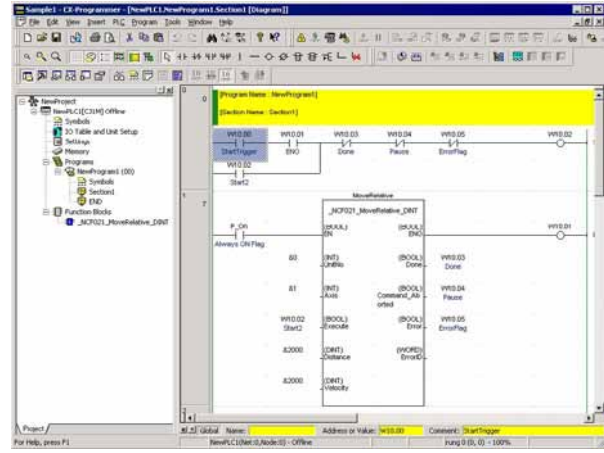 Sample1 - CX-Programmer - [NewPLC1.NewProgram1.Section1 [Diagram]]
File Edit View Insert PLC Program Tools Window Help
NewProject
NewPLC1[CJ1M] Offline
Symbols
IO Table and Unit Setup
Settings
Memory
Programs
NewProgram1 (00)
Symbols
Section1
END
Function Blocks
_NCF021_MoveRelative_DINT
Project
0
0
[Program Name : NewProgram1]
[Section Name : Section1]
W10.00 W10.01 W10.03 W10.04 W10.05 W10.02
StartTrigger ENO Done Pause ErrorFlag
W10.02
Start2
1
7
MoveRelative
_NCF021_MoveRelative_DINT
P_On (BOOL) (BOOL) W10.01
EN ENO
Always ON Flag
&0 (INT) (BOOL) W10.03
UnitNo Done Done
&1 (INT) (BOOL) W10.04
Axis Command_Ab Pause
orted
W10.02 (BOOL) (BOOL) W10.05
Start2 Execute Error ErrorFlag
&2000 (DINT) (WORD)
Distance ErrorID
&2000 (DINT)
Velocity
Global Name: Address or Value: W10.00 Comment: StartTrigger
For Help, press F1 NewPLC1(Net:0,Node:0) - Offline rung 0 (0, 0) - 100%